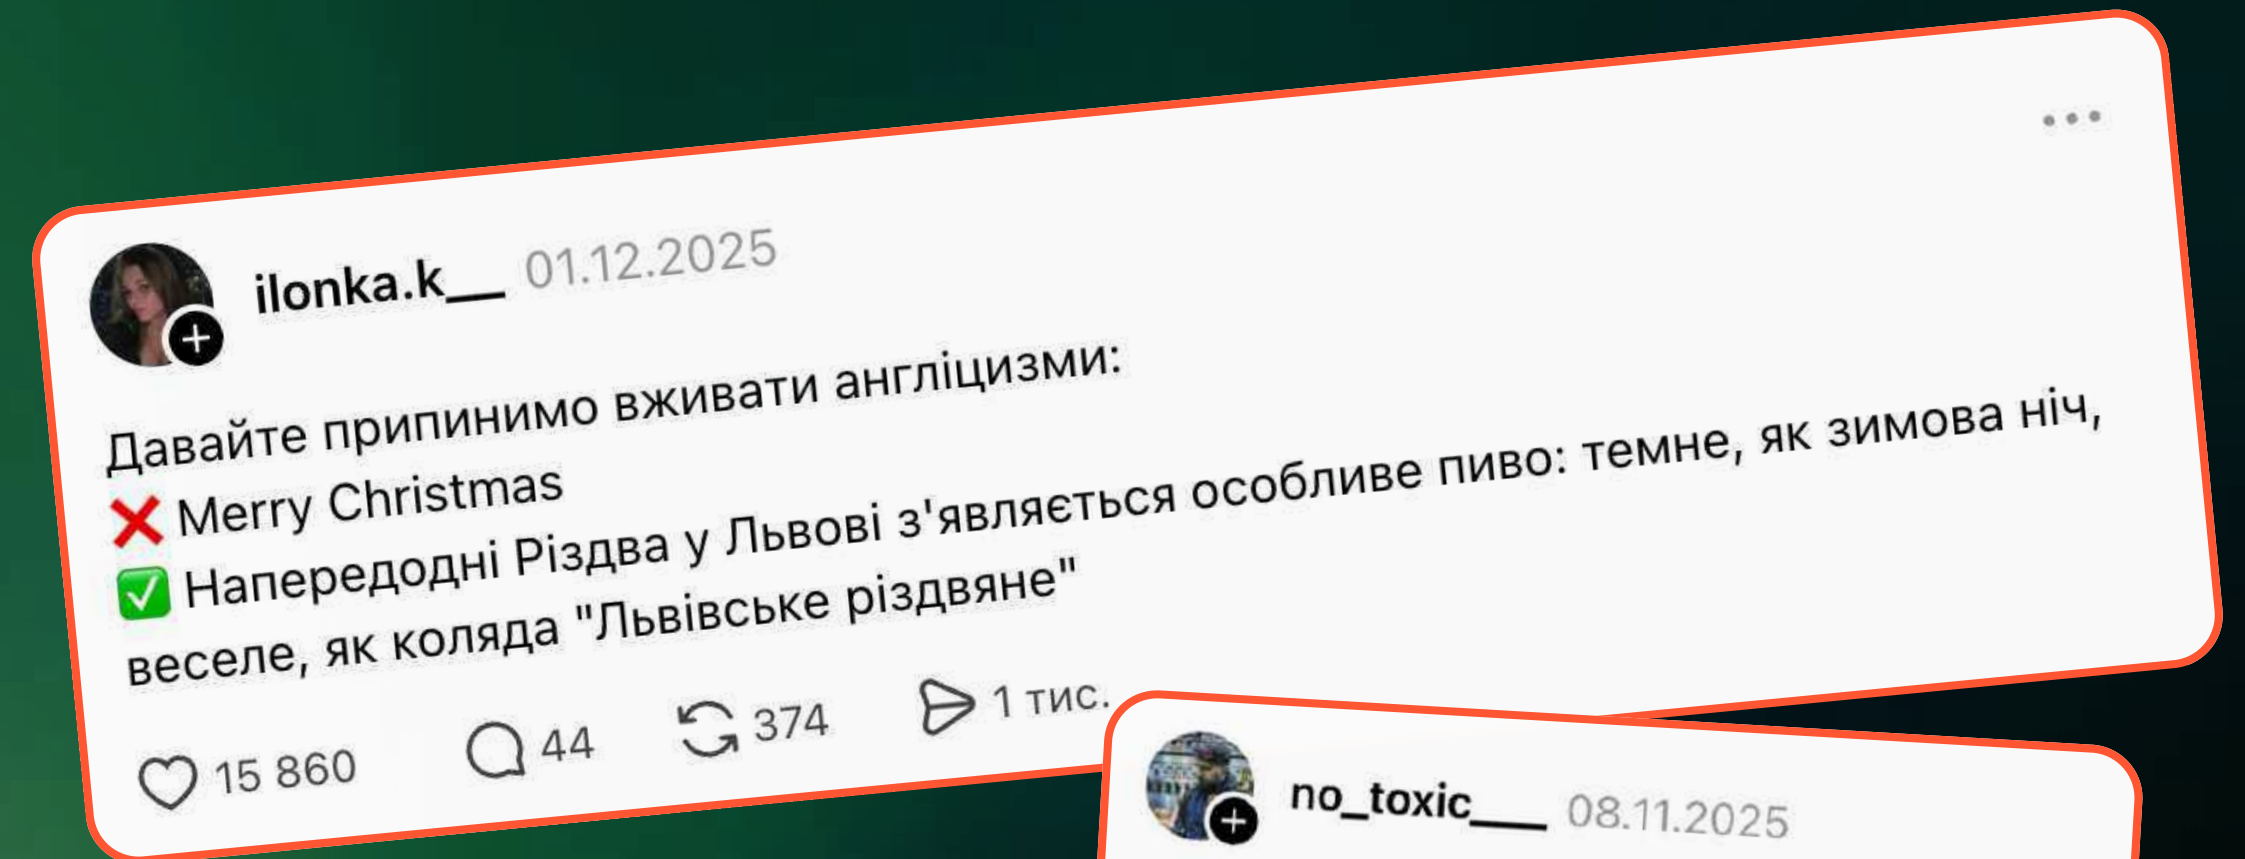 ilonka.k__ 01.12.2025
Давайте припинимо вживати англіцизми:
❌ Merry Christmas
✅ Напередодні Різдва у Львові з'являється особливе пиво: темне, як зимова ніч,
веселе, як коляда "Львівське різдвяне"
15 860 44 374 1 тис.
no_toxic___ 08.11.2025